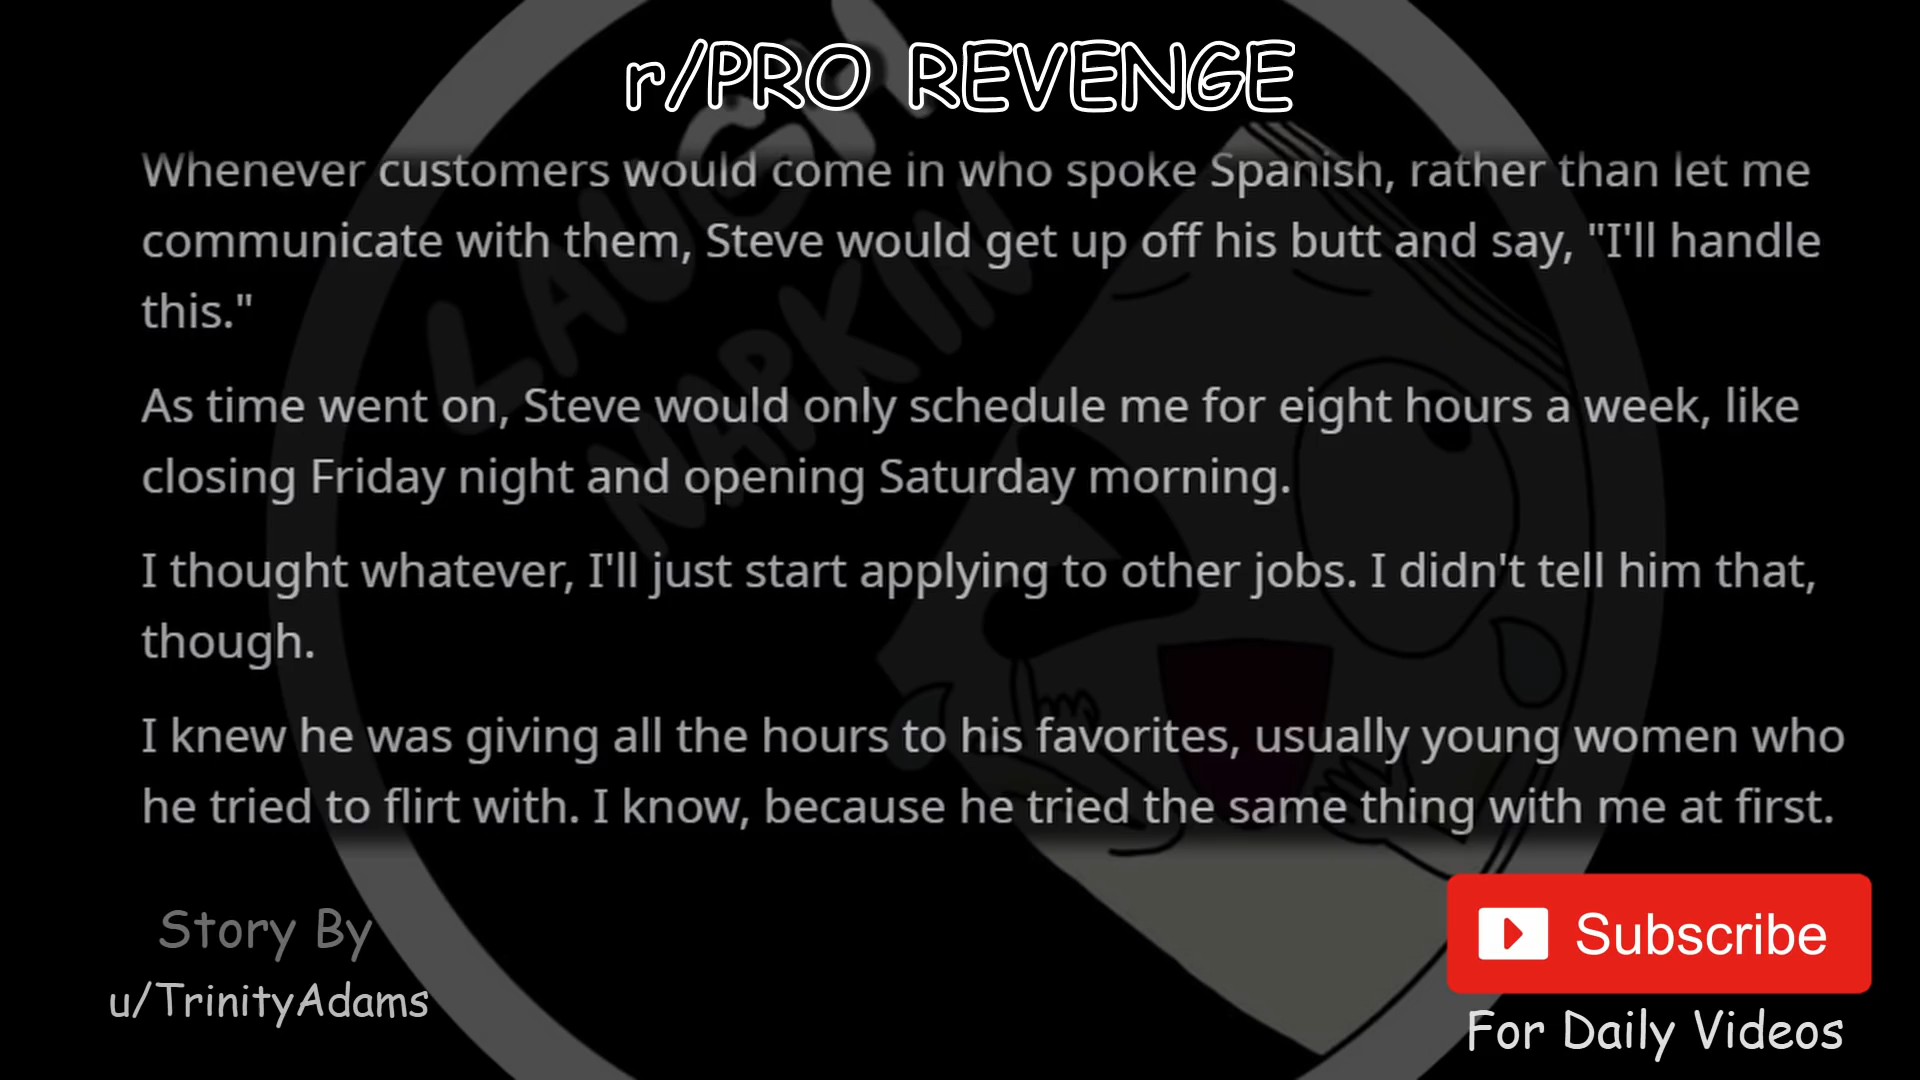 r/PRO REVENGE
LAUGH
NAPKIN
Whenever customers would come in who spoke Spanish, rather than let me
communicate with them, Steve would get up off his butt and say, "I'll handle
this."
As time went on, Steve would only schedule me for eight hours a week, like
closing Friday night and opening Saturday morning.
I thought whatever, I'll just start applying to other jobs. I didn't tell him that,
though.
I knew he was giving all the hours to his favorites, usually young women who
he tried to flirt with. I know, because he tried the same thing with me at first.
Story By
u/TrinityAdams
Subscribe
For Daily Videos